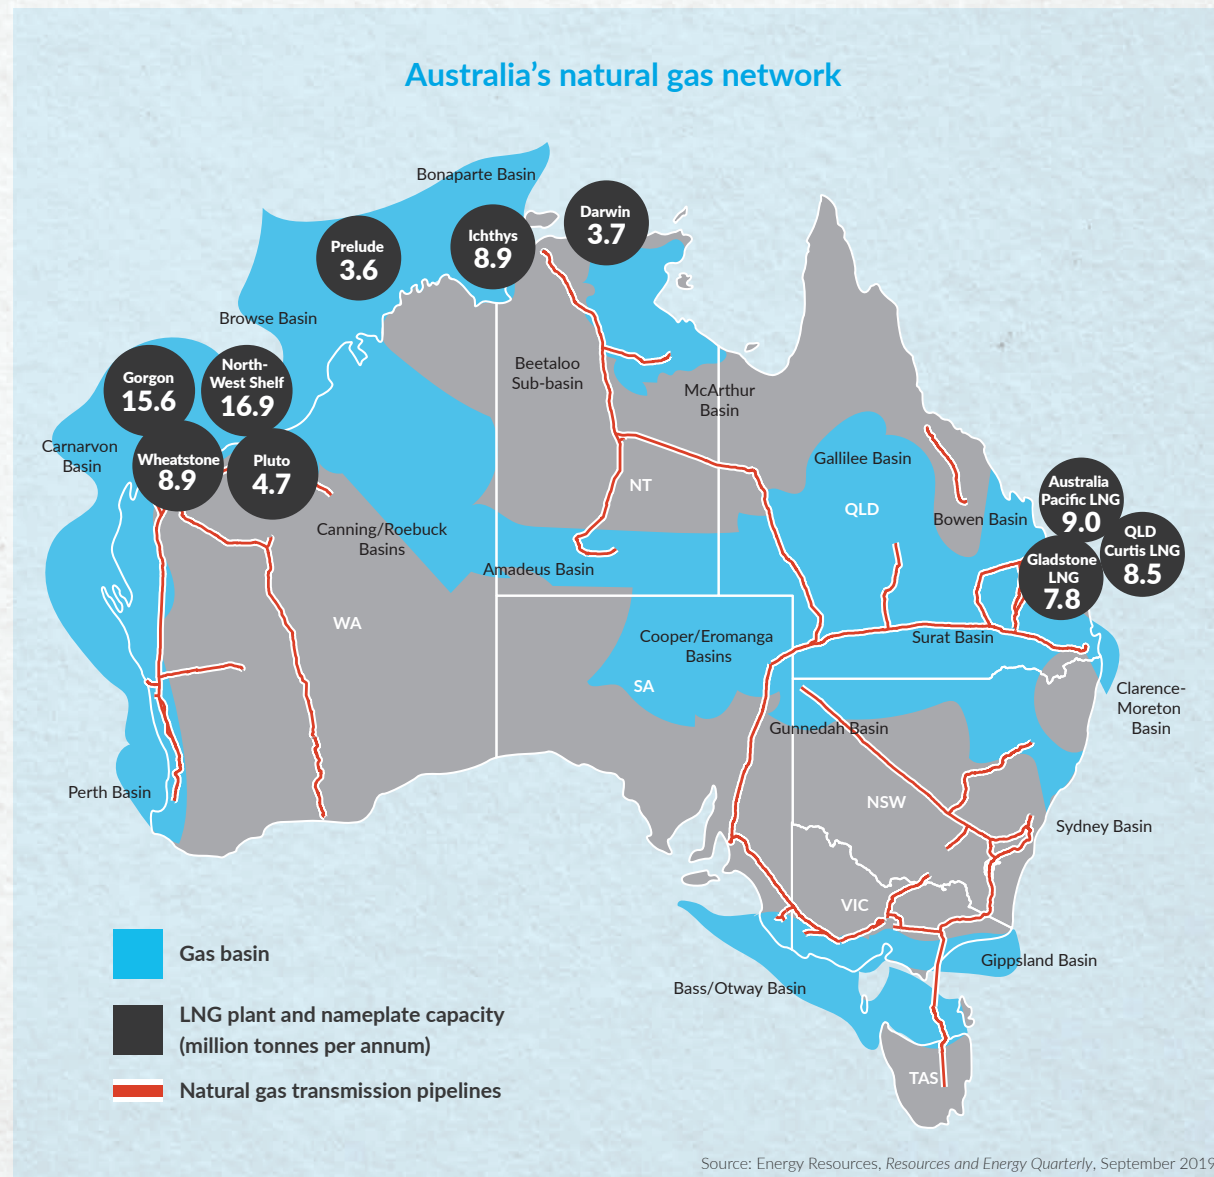 Australia's natural gas network
Bonaparte Basin
Darwin
3.7
Ichthys
8.9
Prelude
3.6
Browse Basin
North-
West Shelf
16.9
Gorgon
15.6
Beetaloo
Sub-basin
McArthur
Basin
Carnarvon
Basin
Wheatstone
8.9
Pluto
4.7
Gallilee Basin
NT
QLD
Bowen Basin
Australia
Pacific LNG
9.0
QLD
Curtis LNG
8.5
Gladstone
LNG
7.8
Canning/Roebuck
Basins
Amadeus Basin
WA
Cooper/Eromanga
Basins
Surat Basin
SA
Clarence-
Moreton
Basin
Gunnedah Basin
Perth Basin
NSW
Sydney Basin
VIC
Gas basin
Gippsland Basin
Bass/Otway Basin
LNG plant and nameplate capacity
(million tonnes per annum)
TAS
Natural gas transmission pipelines
Source: Energy Resources, Resources and Energy Quarterly, September 2019